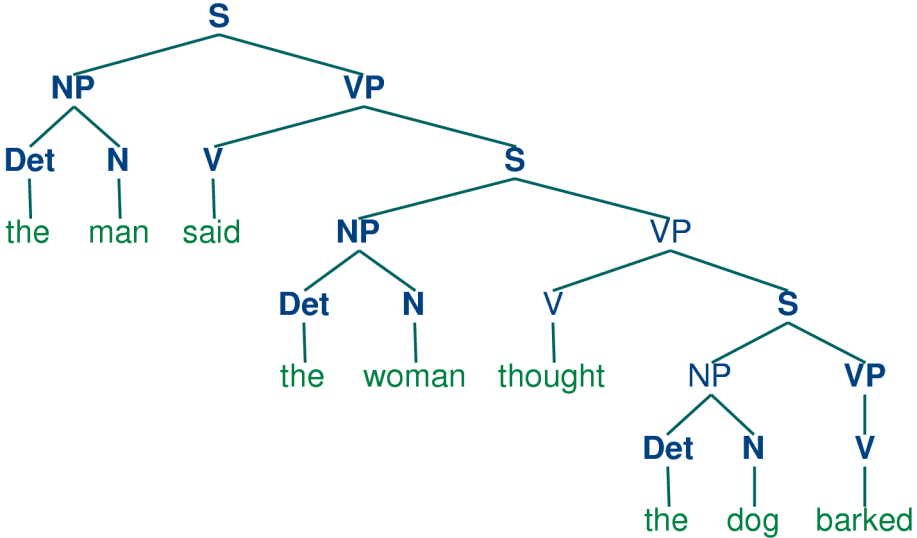 S
NP VP
Det N V S
the man said NP VP
Det N V S
the woman thought NP VP
Det N V
the dog barked